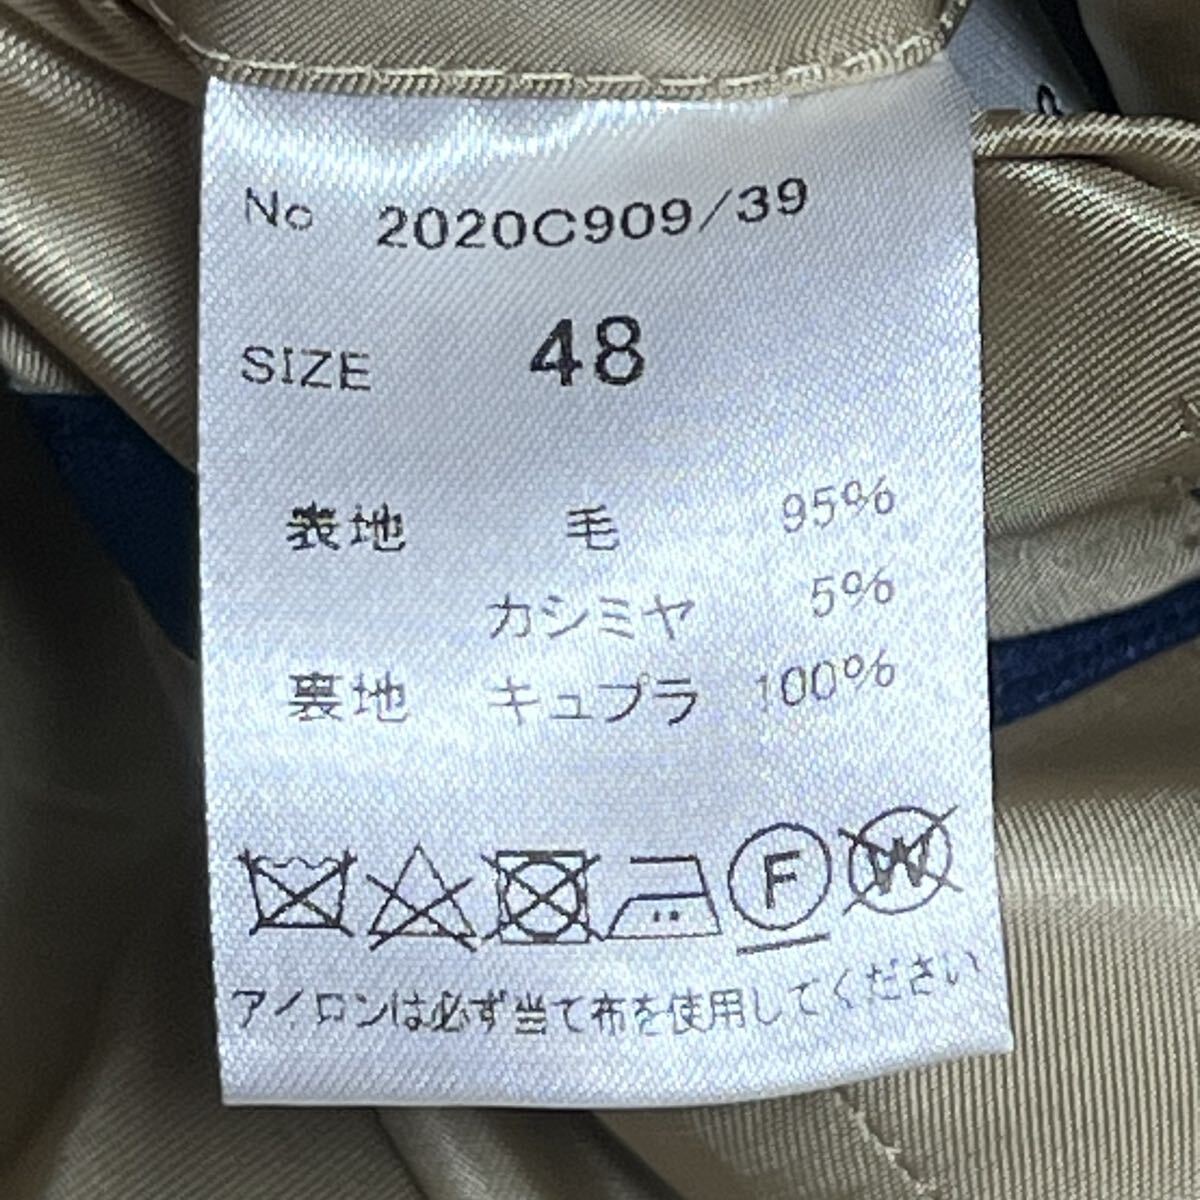 No 2020C909/39
SIZE 48
表地 毛 95%
カシミヤ 5%
裏地 キュプラ 100%
F W
アイロンは必ず当て布を使用してください